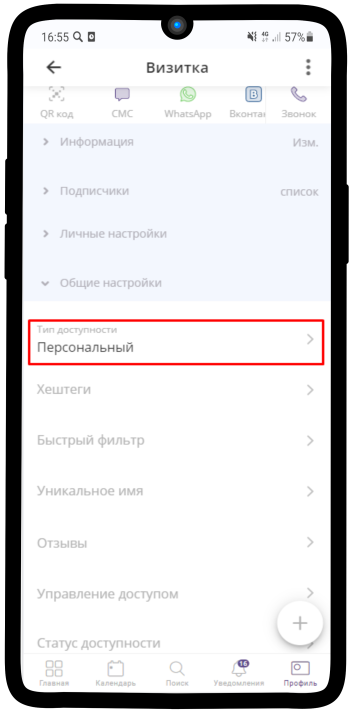 16:55 57%
Визитка
QR код СМС WhatsApp Вконтак Звонок
Информация Изм.
Подписчики список
Личные настройки
Общие настройки
Тип доступности
Персональный
Хештеги
Быстрый фильтр
Уникальное имя
Отзывы
Управление доступом
Статус доступности
16
Главная Календарь Поиск Уведомления Профиль